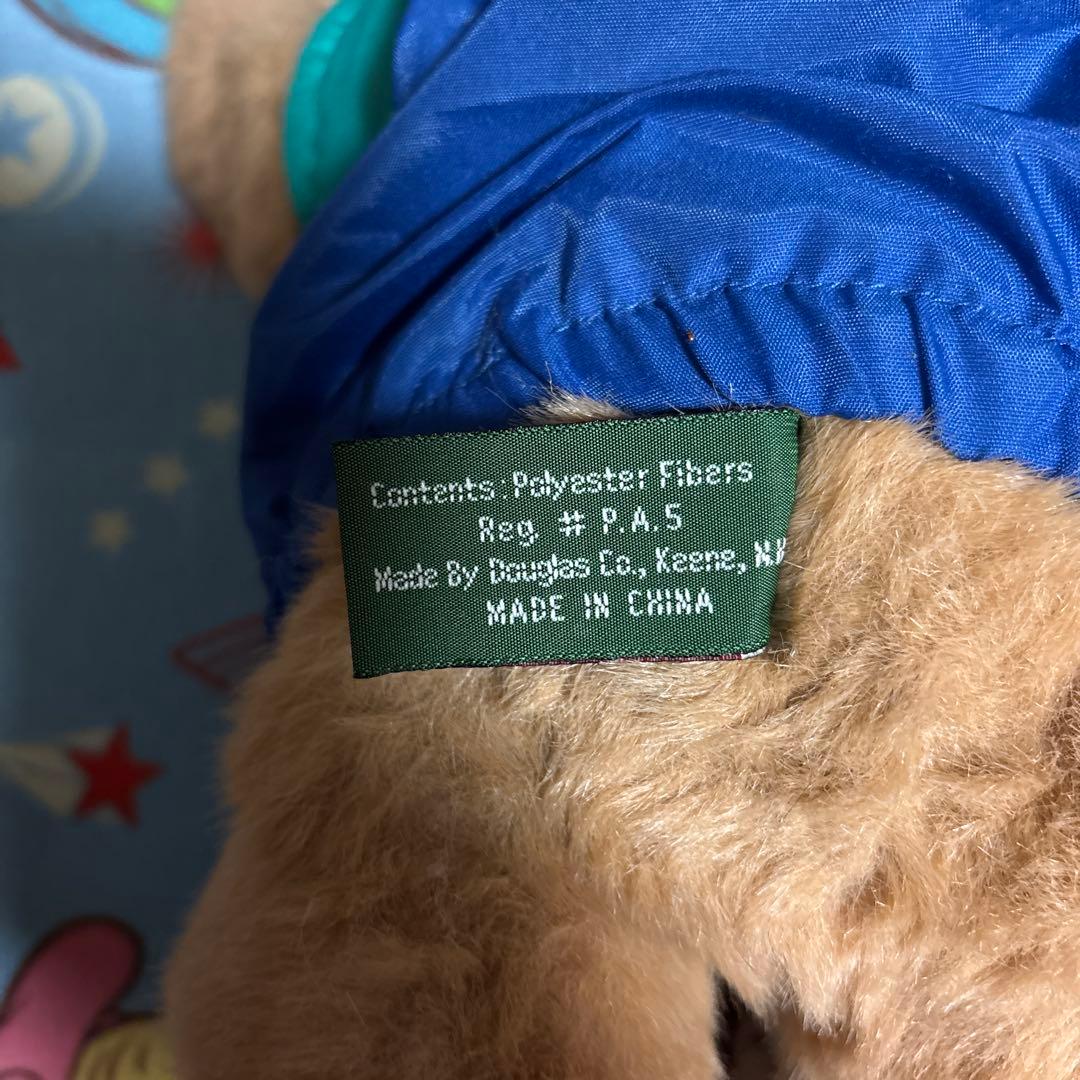 Contents: Polyester Fibers
Reg. # P.A.5
Made By Douglas Co., Keene, N.H
MADE IN CHINA